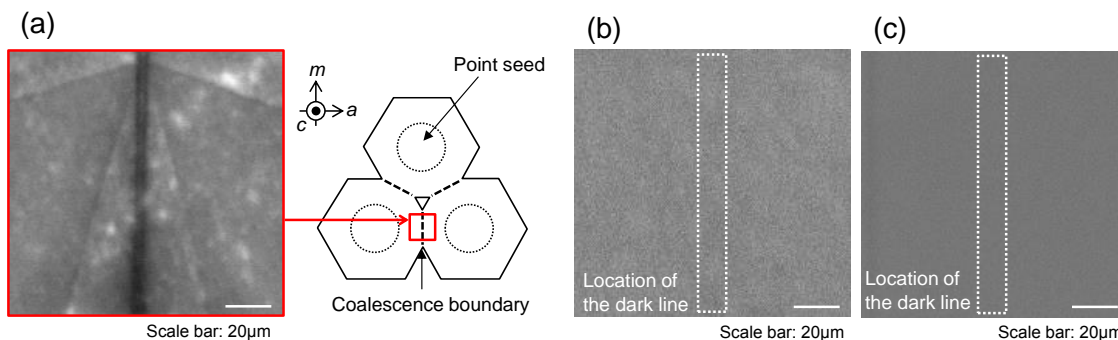 (a)
m
a
c
Point seed
Coalescence boundary
Scale bar: 20μm
(b)
Location of
the dark line
Scale bar: 20μm
(c)
Location of
the dark line
Scale bar: 20μm